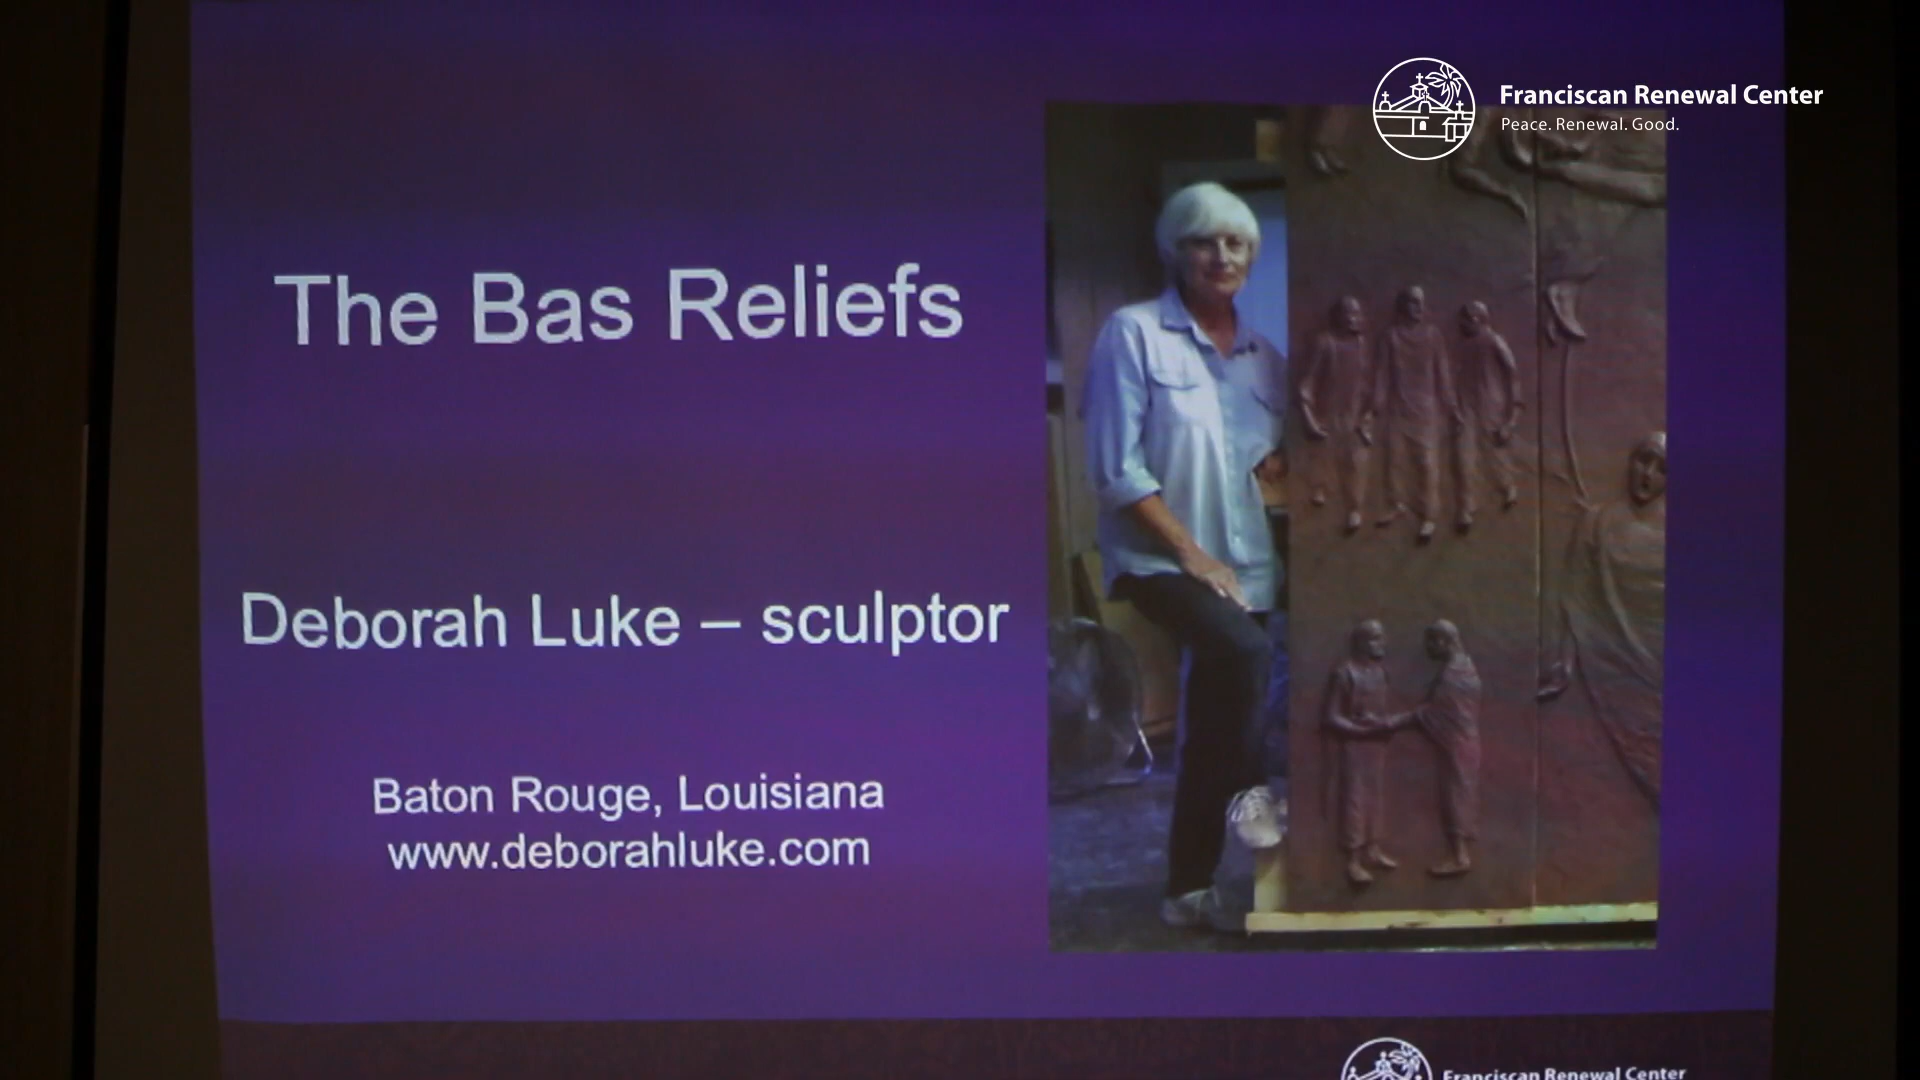 Franciscan Renewal Center
Peace. Renewal. Good.
The Bas Reliefs
Deborah Luke – sculptor
Baton Rouge, Louisiana
www.deborahluke.com
Franciscan Renewal Center